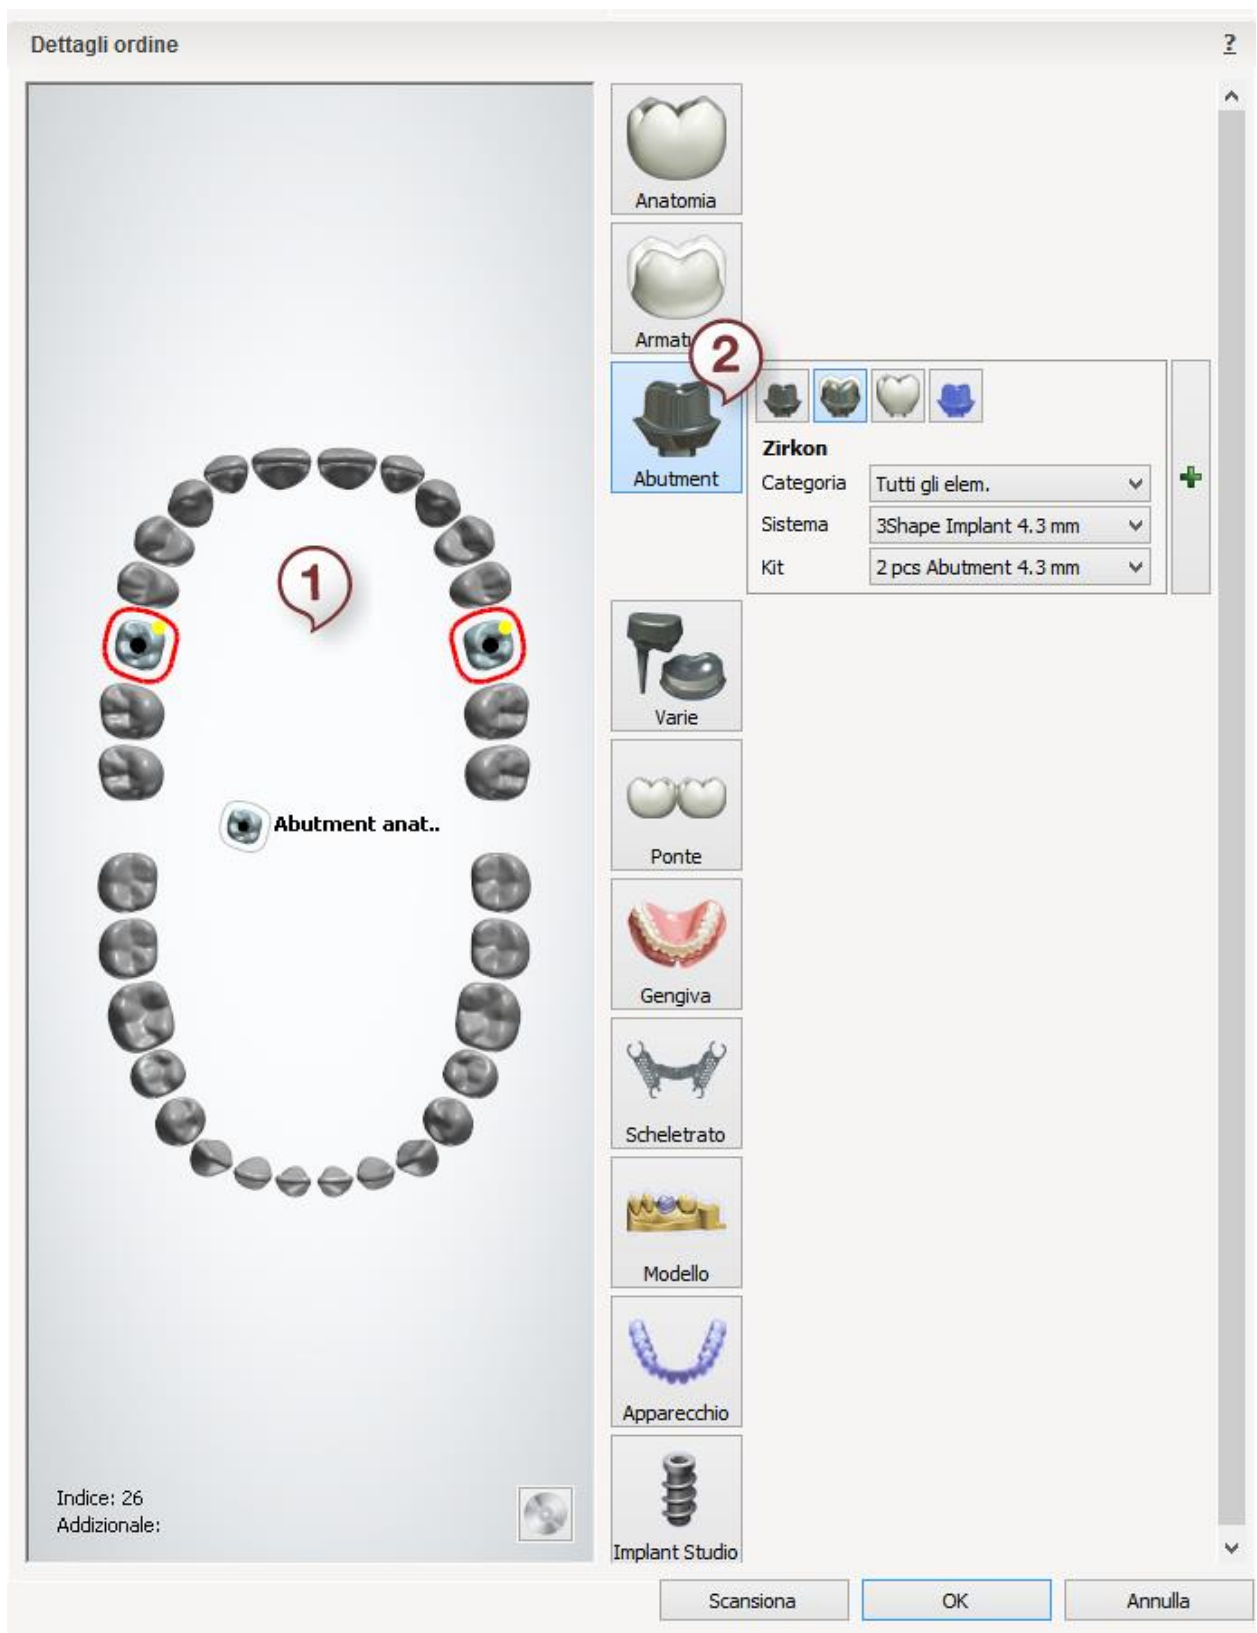 Dettagli ordine
?
Anatomia
Armatu
2
Abutment
Zirkon
Categoria Tutti gli elem.
Sistema 3Shape Implant 4.3 mm
Kit 2 pcs Abutment 4.3 mm
1
Varie
Abutment anat..
Ponte
Gengiva
Scheletrato
Modello
Apparecchio
Indice: 26
Addizionale:
Implant Studio
Scansiona OK Annulla